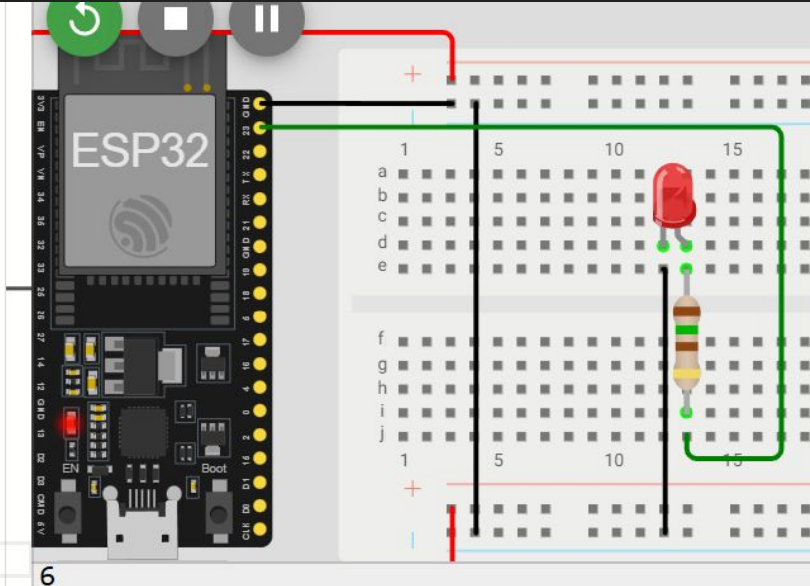 ESP32
3V3
EN
VP
VN
34
35
32
33
25
26
27
14
12
GND
13
D2
D3
CMD
5V
GND
23
22
TX
RX
21
GND
19
18
5
17
16
4
0
2
15
D1
D0
CLK
EN
Boot
+
1 5 10 15
a
b
c
d
e
f
g
h
i
j
1 5 10 15
+
6